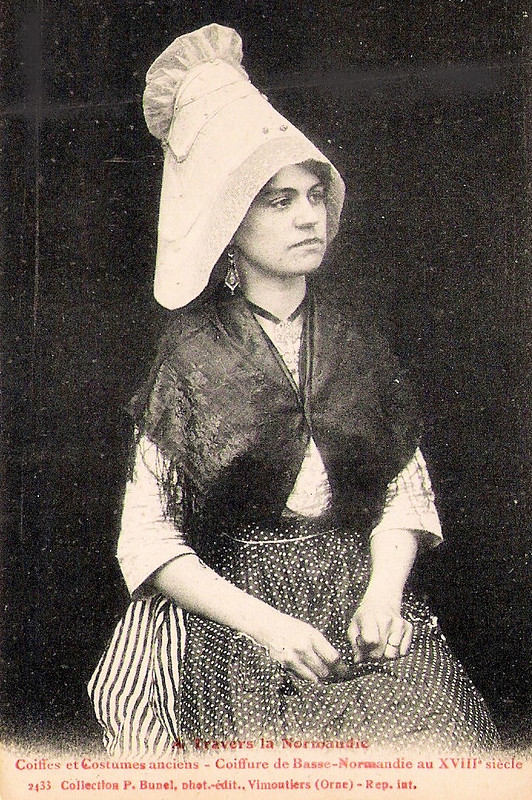 A Travers la Normandie
Coiffes et Costumes anciens - Coiffure de Basse-Normandie au XVIIIe siècle
2433 Collection P. Bunel, phot.-édit., Vimoutiers (Orne) - Rep. int.